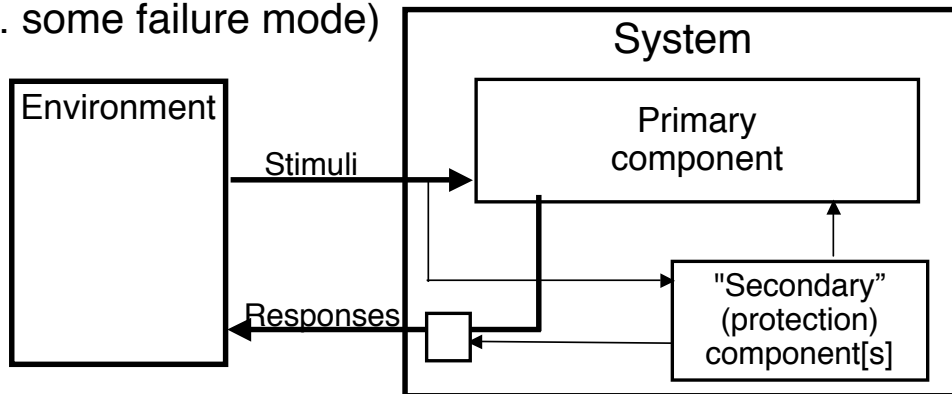 . some failure mode)
System
Environment
Primary
component
Stimuli
"Secondary”
(protection)
component[s]
Responses